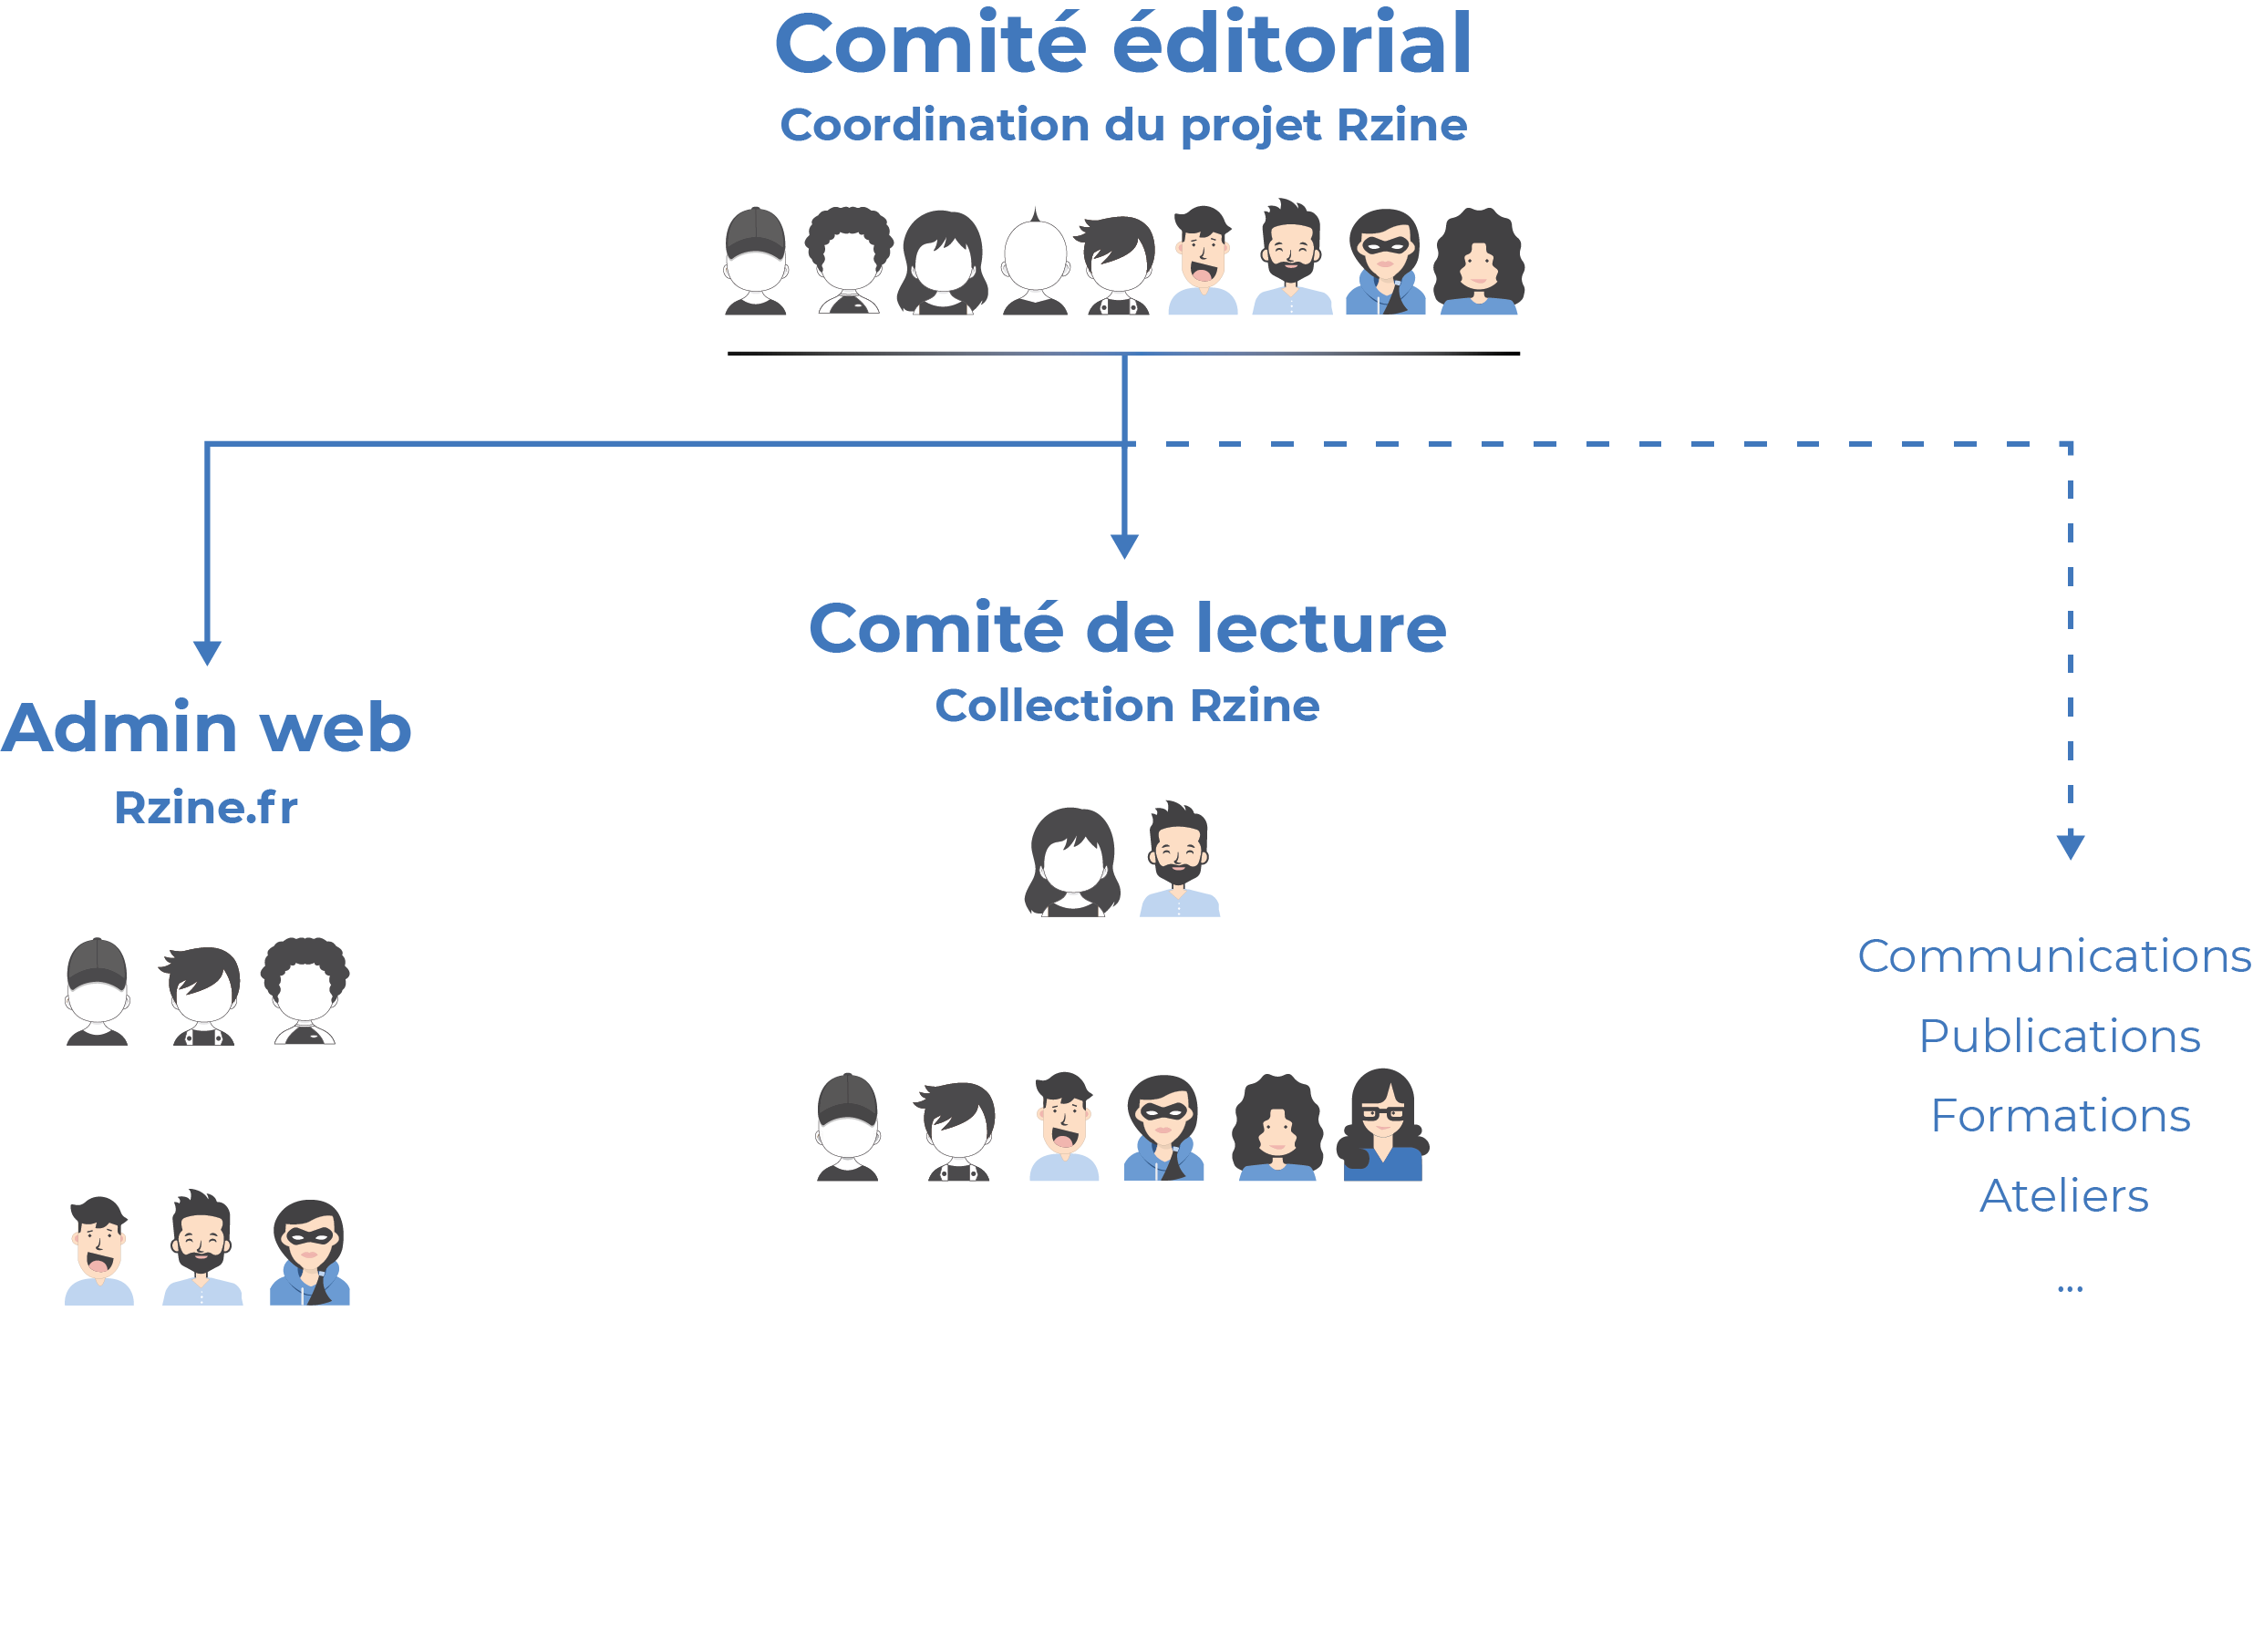 Comité éditorial
Coordination du projet Rzine
Comité de lecture
Collection Rzine
Admin web
Rzine.fr
Communications
Publications
Formations
Ateliers
...